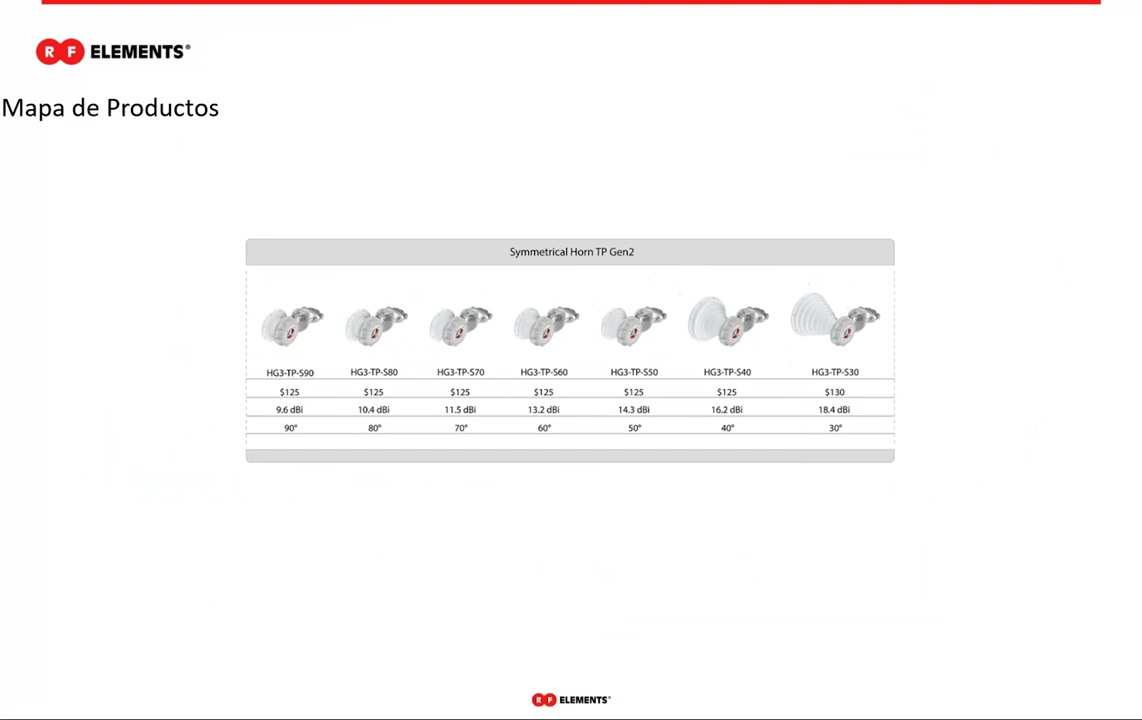 RF ELEMENTS®
Mapa de Productos
Symmetrical Horn TP Gen2
HG3-TP-S90 HG3-TP-S80 HG3-TP-S70 HG3-TP-S60 HG3-TP-S50 HG3-TP-S40 HG3-TP-S30
$125 $125 $125 $125 $125 $125 $130
9.6 dBi 10.4 dBi 11.5 dBi 13.2 dBi 14.3 dBi 16.2 dBi 18.4 dBi
90° 80° 70° 60° 50° 40° 30°
RF ELEMENTS®